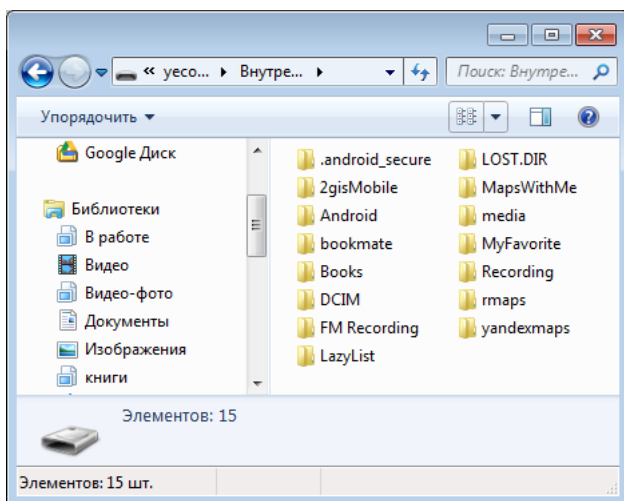 « yeco... Внутре...
Поиск: Внутре...
Упорядочить
Google Диск
Библиотеки
В работе
Видео
Видео-фото
Документы
Изображения
книги
.android_secure
2gisMobile
Android
bookmate
Books
DCIM
FM Recording
LazyList
LOST.DIR
MapsWithMe
media
MyFavorite
Recording
rmaps
yandexmaps
Элементов: 15
Элементов: 15 шт.